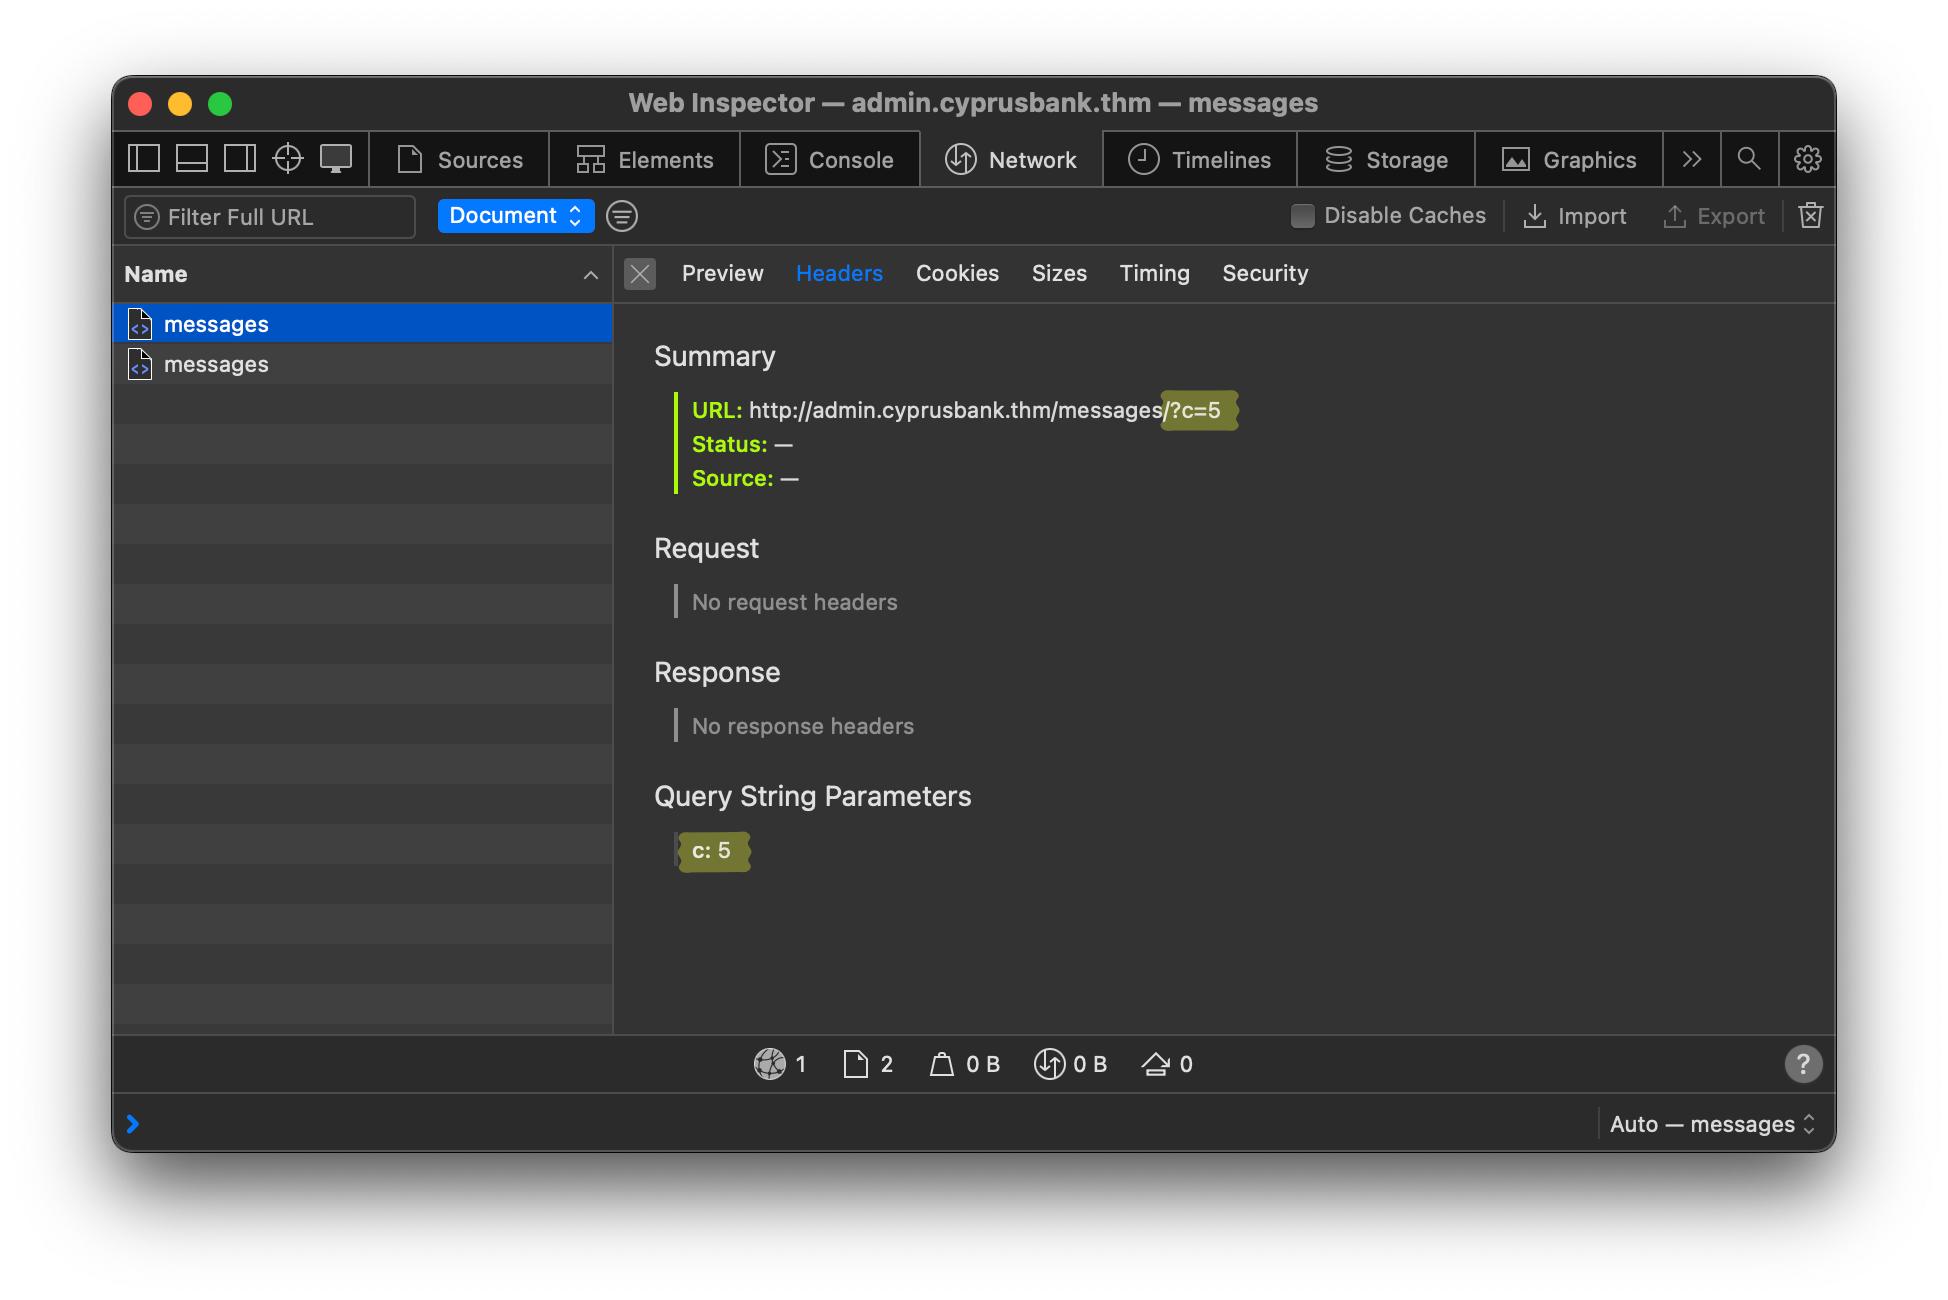 Web Inspector — admin.cyprusbank.thm — messages
Sources Elements Console Network Timelines Storage Graphics
Filter Full URL Document Disable Caches Import Export
Name Preview Headers Cookies Sizes Timing Security
messages
messages
Summary
URL: http://admin.cyprusbank.thm/messages/?c=5
Status: —
Source: —
Request
No request headers
Response
No response headers
Query String Parameters
c: 5
1 2 0 B 0 B 0 ?
Auto — messages